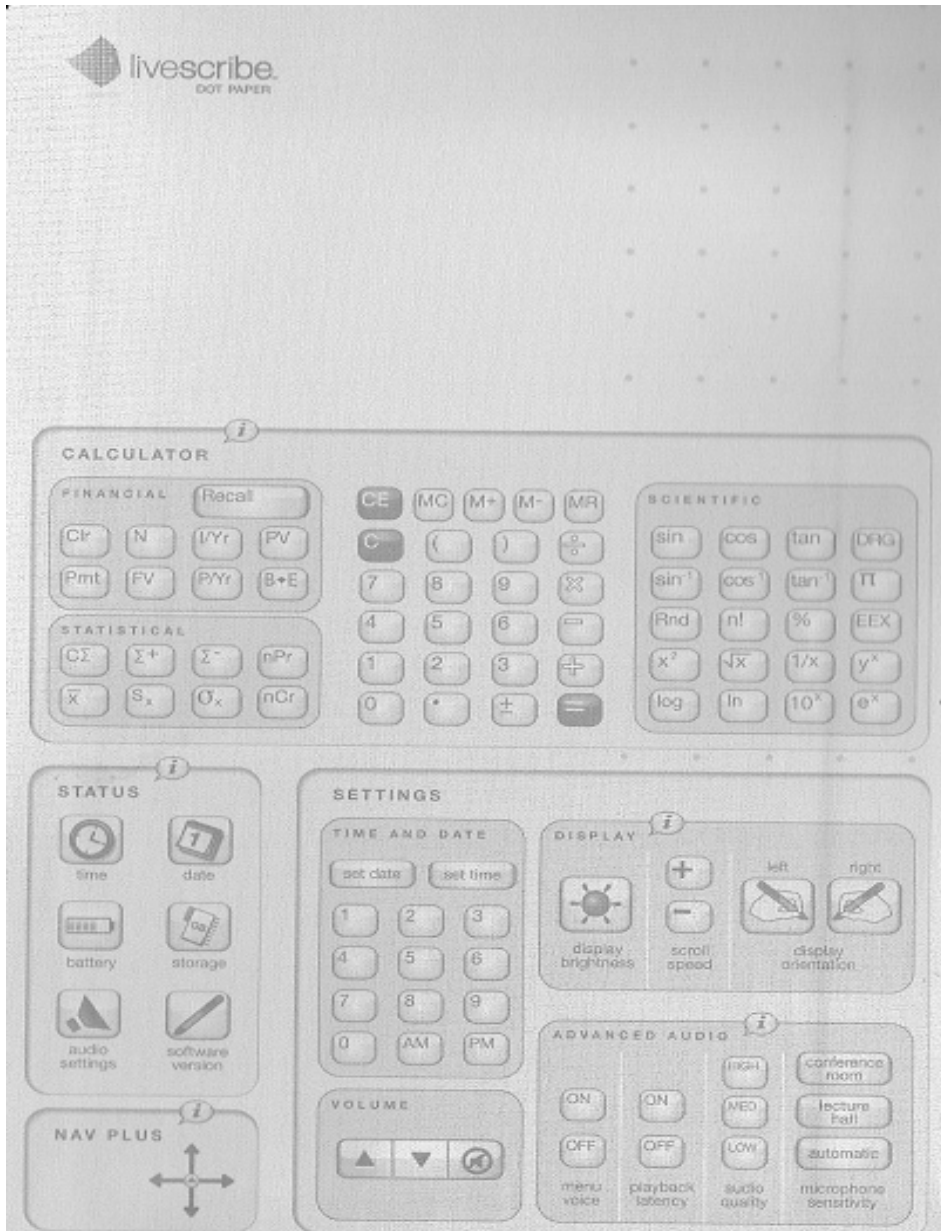 livescribe™
DOT PAPER
i
CALCULATOR
FINANCIAL Recall
Clr N I/Yr PV
Pmt FV P/Yr B+E
STATISTICAL
CΣ Σ+ Σ- nPr
x̅ Sx σx nCr
CE MC M+ M- MR
C ( ) ÷
7 8 9 ×
4 5 6 −
1 2 3 +
0 • ± =
SCIENTIFIC
sin cos tan DRG
sin⁻¹ cos⁻¹ tan⁻¹ π
Rnd n! % EEX
x² √x 1/x yˣ
log ln 10ˣ eˣ
i
STATUS
time 1 date
battery GB storage
audio settings
software version
i
NAV PLUS
SETTINGS
TIME AND DATE
set date set time
1 2 3
4 5 6
7 8 9
0 AM PM
VOLUME
i
DISPLAY
+
−
left right
display brightness
scroll speed
display orientation
i
ADVANCED AUDIO
ON
OFF
menu voice
ON
OFF
playback latency
HIGH
MED
LOW
audio quality
conference room
lecture hall
automatic
microphone sensitivity